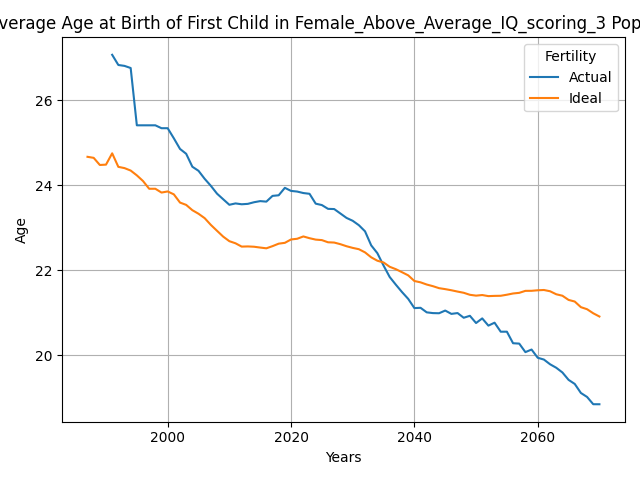 verage Age at Birth of First Child in Female_Above_Average_IQ_scoring_3 Pop
Fertility
Actual
Ideal
26
24
22
20
Age
2000
2020
2040
2060
Years